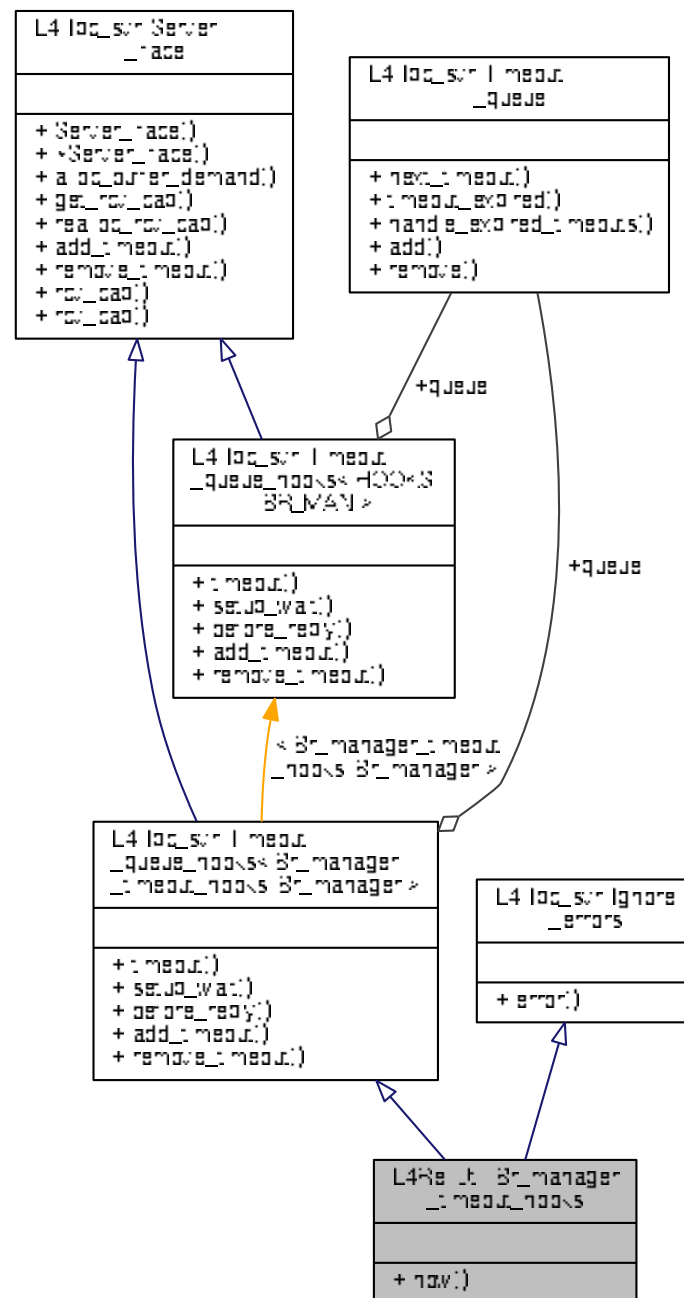 L4::Ipc_svr::Server
_iface
+ Server_iface()
+ ~Server_iface()
+ alloc_buffer_demand()
+ get_rcv_cap()
+ realloc_rcv_cap()
+ add_timeout()
+ remove_timeout()
+ rcv_cap()
+ rcv_cap()
L4::Ipc_svr::Timeout
_queue
+ next_timeout()
+ timeout_expired()
+ handle_expired_timeouts()
+ add()
+ remove()
+queue
L4::Ipc_svr::Timeout
_queue_hooks< HOOKS,
BR_MAN >
+ timeout()
+ setup_wait()
+ before_reply()
+ add_timeout()
+ remove_timeout()
+queue
< Br_manager_timeout
_hooks, Br_manager >
L4::Ipc_svr::Timeout
_queue_hooks< Br_manager
_timeout_hooks, Br_manager >
+ timeout()
+ setup_wait()
+ before_reply()
+ add_timeout()
+ remove_timeout()
L4::Ipc_svr::Ignore
_errors
+ error()
L4Re::Util::Br_manager
_timeout_hooks
+ now()